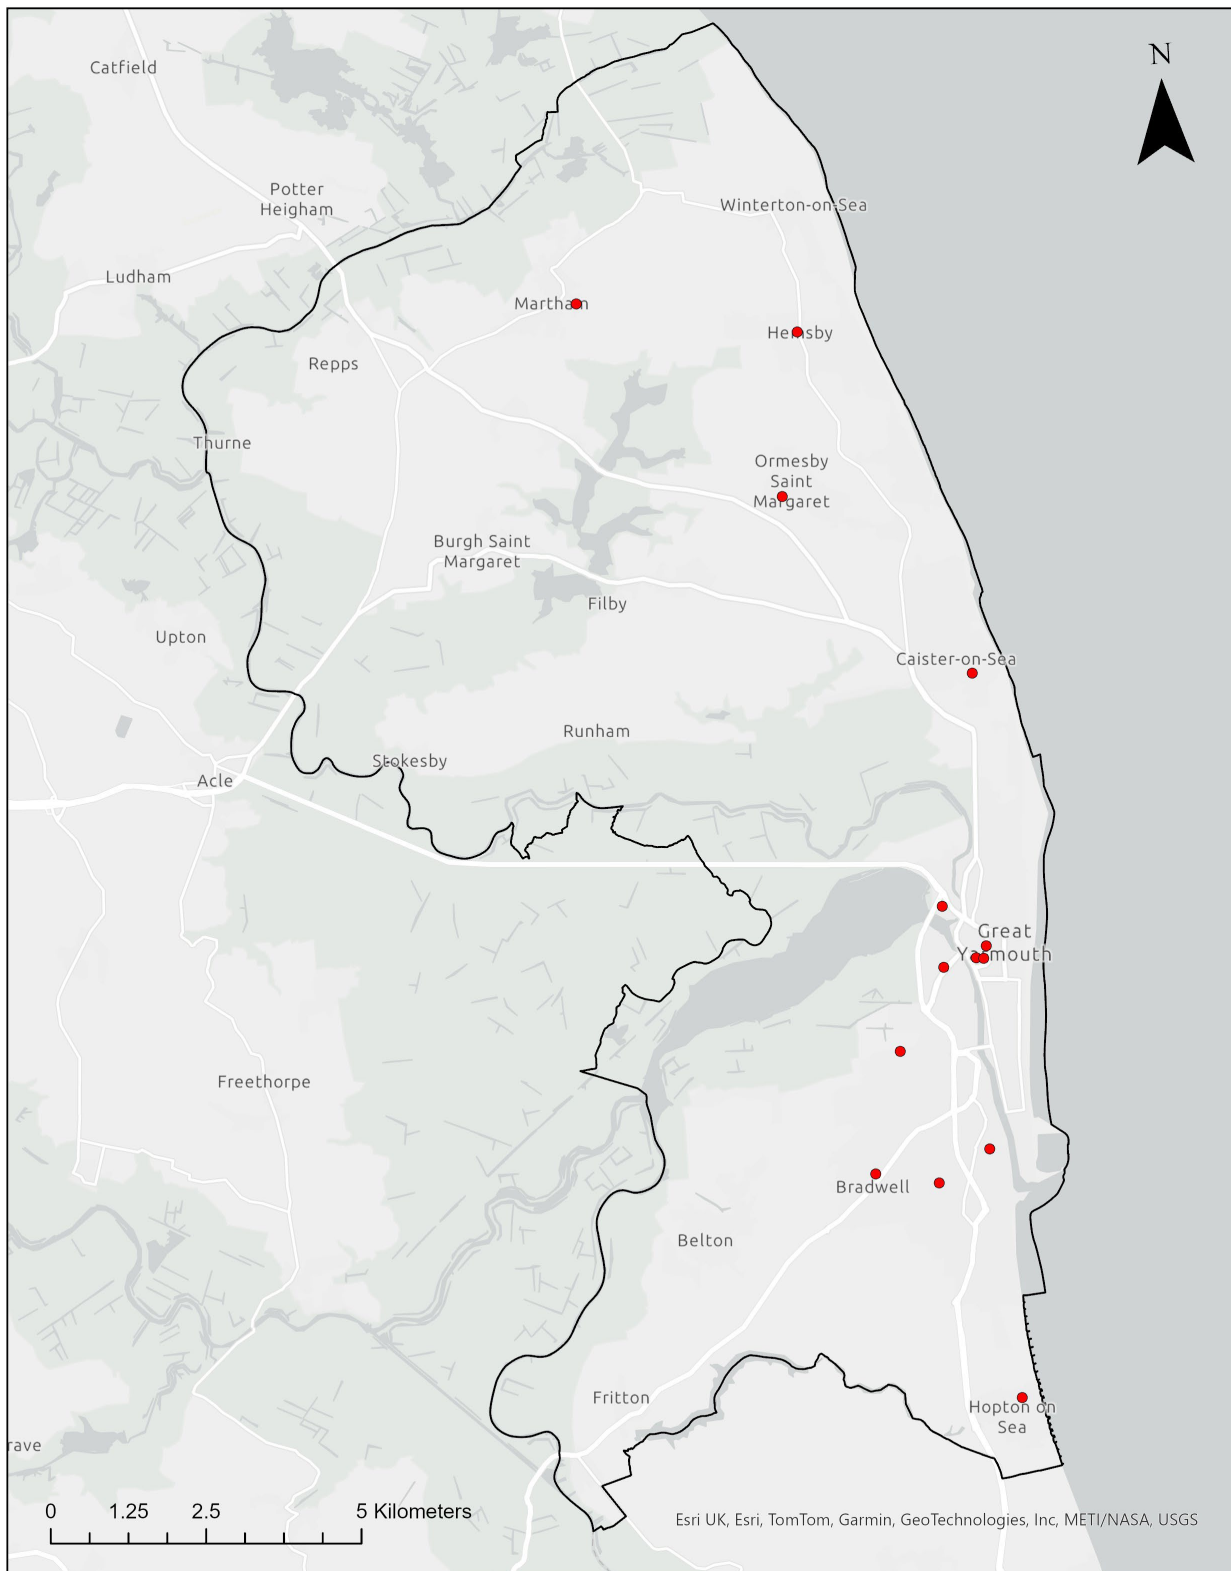 N
Catfield
Potter
Heigham
Winterton-on-Sea
Ludham
Martham
Hemsby
Repps
Thurne
Ormesby
Saint
Margaret
Burgh Saint
Margaret
Filby
Upton
Caister-on-Sea
Runham
Stokesby
Acle
Great
Yarmouth
Freethorpe
Bradwell
Belton
Fritton
Hopton on
Sea
rave
0 1.25 2.5 5 Kilometers
Esri UK, Esri, TomTom, Garmin, GeoTechnologies, Inc, METI/NASA, USGS